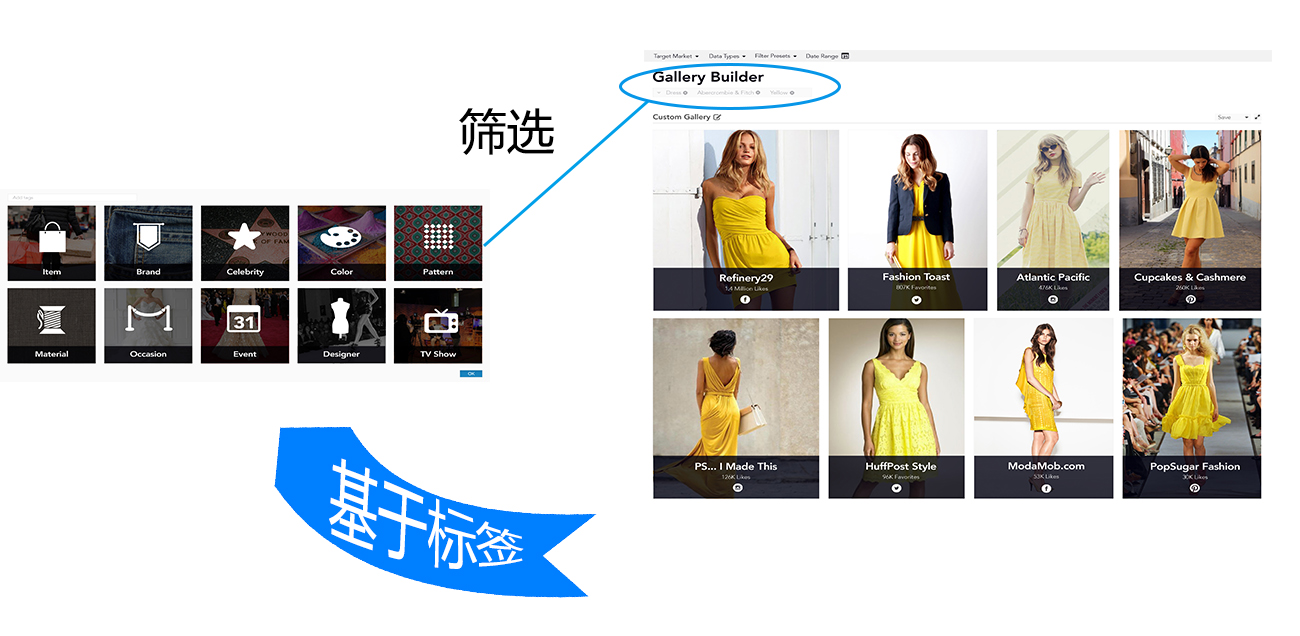 Target Market Data Types Filter Presets Date Range
Gallery Builder
Dress Abercrombie & Fitch Yellow
Custom Gallery
Save
筛选
Add tags
Item
Brand
Celebrity
Color
Pattern
31
Material
Occasion
Event
Designer
TV Show
OK
Refinery29
1.4 Million Likes
Fashion Toast
807K Favorites
Atlantic Pacific
476K Likes
Cupcakes & Cashmere
260K Likes
PS... I Made This
126K Likes
HuffPost Style
96K Favorites
ModaMob.com
53K Likes
PopSugar Fashion
30K Likes
基于标签